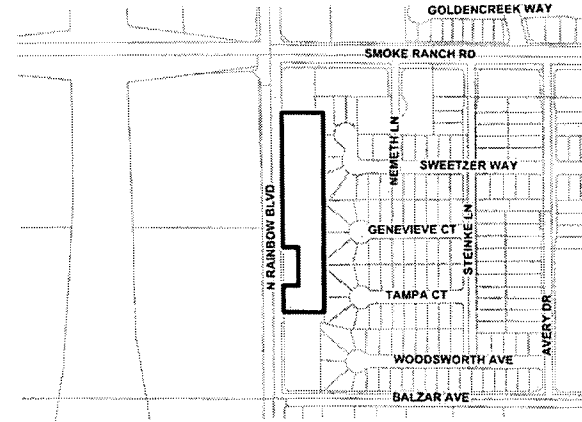 GOLDENCREEK WAY
SMOKE RANCH RD
NEMETH LN
SWEETZER WAY
N RAINBOW BLVD
GENEVIEVE CT
STEINKE LN
TAMPA CT
AVERY DR
WOODSWORTH AVE
BALZAR AVE